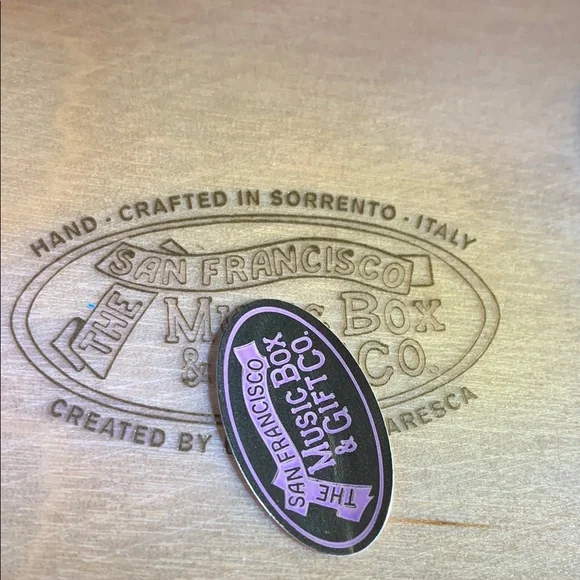 HAND · CRAFTED IN SORRENTO · ITALY
THE SAN FRANCISCO
BOX
& CO.
CREATED BY
THE SAN FRANCISCO
MUSIC BOX
& GIFT CO.